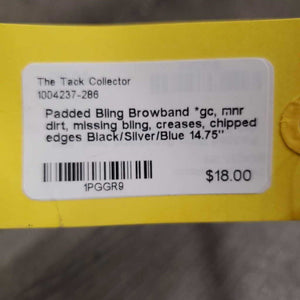 The Tack Collector
1004237-286
Padded Bling Browband *gc, mnr
dirt, missing bling, creases, chipped
edges Black/Silver/Blue 14.75"
1PGGR9
$18.00